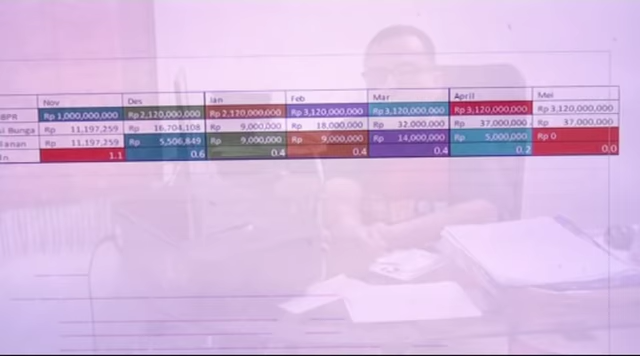 Nov Des Jan Feb Mar April Mei
BPR Rp 1,000,000,000 Rp 2,120,000,000 Rp 2,120,000,000 Rp 3,120,000,000 Rp 3,120,000,000 Rp 3,120,000,000 Rp 3,120,000,000
Bunga Rp 11,197,259 Rp 16,704,108 Rp 9,000,000 Rp 18,000,000 Rp 32,000,000 Rp 37,000,000 Rp 37,000,000
Rp 11,197,259 Rp 5,506,849 Rp 9,000,000 Rp 9,000,000 Rp 14,000,000 Rp 5,000,000 Rp 0
1.1 0.6 0.4 0.4 0.4 0.2 0.0